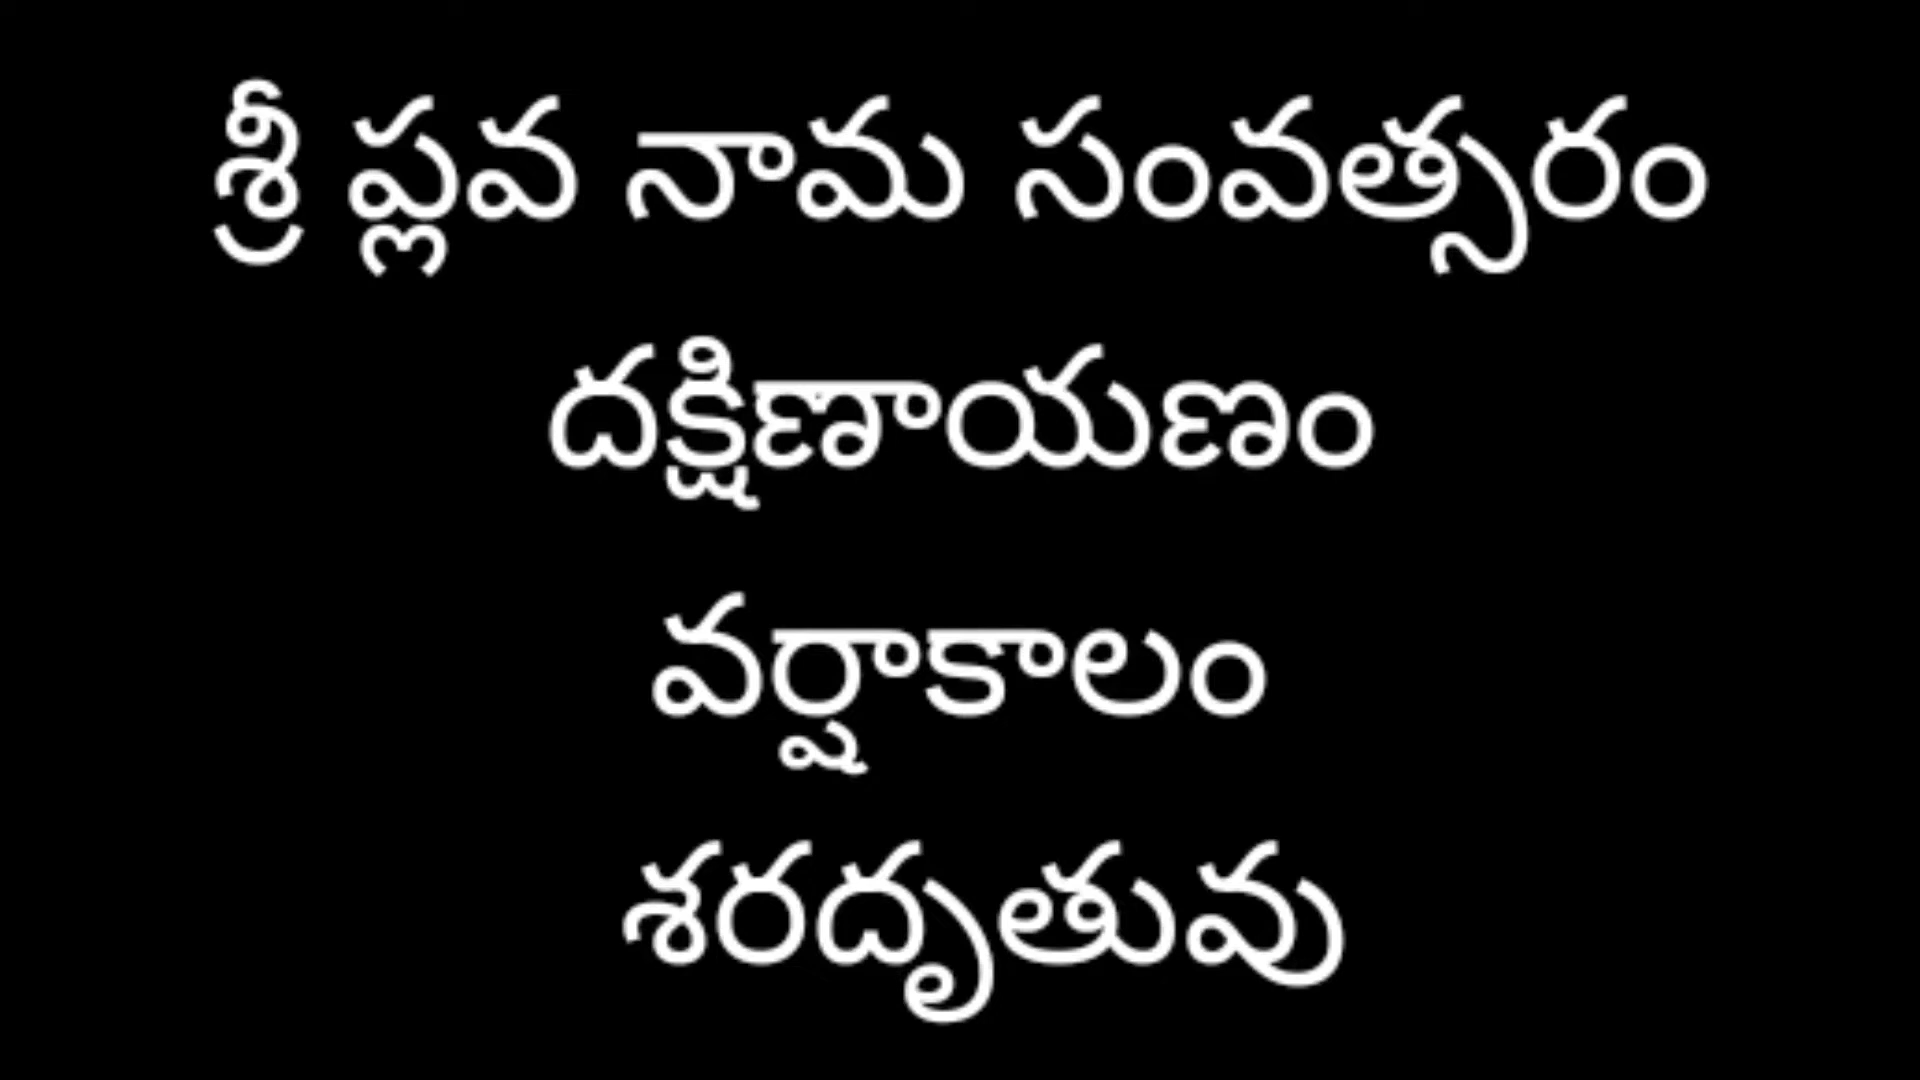 శ్రీ ప్లవ నామ సంవత్సరం
దక్షిణాయణం
వర్షాకాలం
శరదృతువు